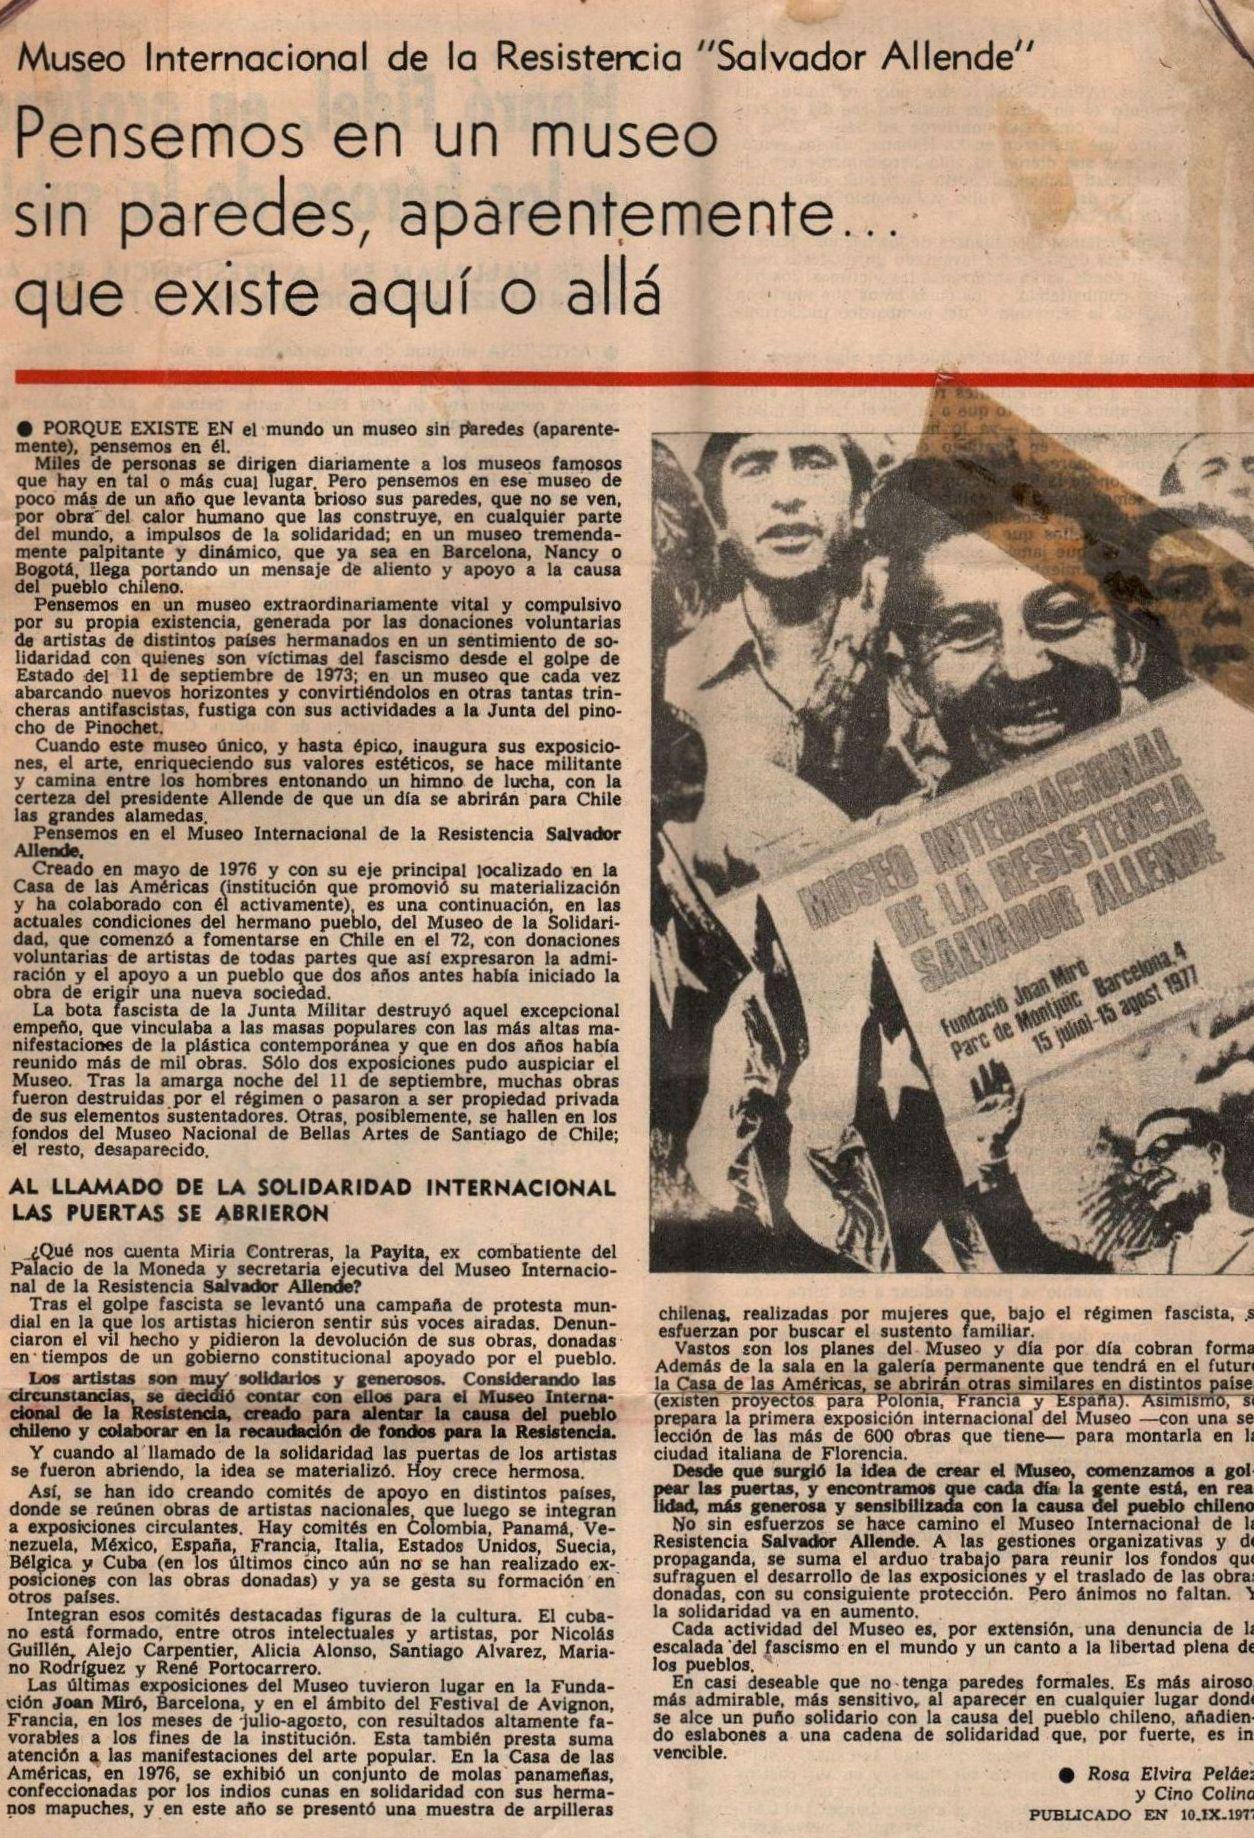 Museo Internacional de la Resistencia "Salvador Allende"
Pensemos en un museo
sin paredes, aparentemente...
que existe aquí o allá
● PORQUE EXISTE EN el mundo un museo sin paredes (aparente-
mente), pensemos en él.
Miles de personas se dirigen diariamente a los museos famosos
que hay en tal o más cual lugar. Pero pensemos en ese museo de
poco más de un año que levanta brioso sus paredes, que no se ven,
por obra del calor humano que las construye, en cualquier parte
del mundo, a impulsos de la solidaridad; en un museo tremenda-
mente palpitante y dinámico, que ya sea en Barcelona, Nancy o
Bogotá, llega portando un mensaje de aliento y apoyo a la causa
del pueblo chileno.
Pensemos en un museo extraordinariamente vital y compulsivo
por su propia existencia, generada por las donaciones voluntarias
de artistas de distintos países hermanados en un sentimiento de so-
lidaridad con quienes son víctimas del fascismo desde el golpe de
Estado del 11 de septiembre de 1973; en un museo que cada vez
abarcando nuevos horizontes y convirtiéndolos en otras tantas trin-
cheras antifascistas, fustiga con sus actividades a la Junta del pino-
cho de Pinochet.
Cuando este museo único, y hasta épico, inaugura sus exposicio-
nes, el arte, enriqueciendo sus valores estéticos, se hace militante
y camina entre los hombres entonando un himno de lucha, con la
certeza del presidente Allende de que un día se abrirán para Chile
las grandes alamedas.
Pensemos en el Museo Internacional de la Resistencia Salvador
Allende.
Creado en mayo de 1976 y con su eje principal localizado en la
Casa de las Américas (institución que promovió su materialización
y ha colaborado con él activamente), es una continuación, en las
actuales condiciones del hermano pueblo, del Museo de la Solidari-
dad, que comenzó a fomentarse en Chile en el 72, con donaciones
voluntarias de artistas de todas partes que así expresaron la admi-
ración y el apoyo a un pueblo que dos años antes había iniciado la
obra de erigir una nueva sociedad.
La bota fascista de la Junta Militar destruyó aquel excepcional
empeño, que vinculaba a las masas populares con las más altas ma-
nifestaciones de la plástica contemporánea y que en dos años había
reunido más de mil obras. Sólo dos exposiciones pudo auspiciar el
Museo. Tras la amarga noche del 11 de septiembre, muchas obras
fueron destruidas por el régimen o pasaron a ser propiedad privada
de sus elementos sustentadores. Otras, posiblemente, se hallen en los
fondos del Museo Nacional de Bellas Artes de Santiago de Chile;
el resto, desaparecido.
AL LLAMADO DE LA SOLIDARIDAD INTERNACIONAL
LAS PUERTAS SE ABRIERON
¿Qué nos cuenta Miria Contreras, la Payita, ex combatiente del
Palacio de la Moneda y secretaria ejecutiva del Museo Internacio-
nal de la Resistencia Salvador Allende?
Tras el golpe fascista se levantó una campaña de protesta mun-
dial en la que los artistas hicieron sentir sus voces airadas. Denun-
ciaron el vil hecho y pidieron la devolución de sus obras, donadas
en tiempos de un gobierno constitucional apoyado por el pueblo.
Los artistas son muy solidarios y generosos. Considerando las
circunstancias, se decidió contar con ellos para el Museo Interna-
cional de la Resistencia, creado para alentar la causa del pueblo
chileno y colaborar en la recaudación de fondos para la Resistencia.
Y cuando al llamado de la solidaridad las puertas de los artistas
se fueron abriendo, la idea se materializó. Hoy crece hermosa.
Así, se han ido creando comités de apoyo en distintos países,
donde se reúnen obras de artistas nacionales, que luego se integran
a exposiciones circulantes. Hay comités en Colombia, Panamá, Ve-
nezuela, México, España, Francia, Italia, Estados Unidos, Suecia,
Bélgica y Cuba (en los últimos cinco aún no se han realizado ex-
posiciones con las obras donadas) y ya se gesta su formación en
otros países.
Integran esos comités destacadas figuras de la cultura. El cuba-
no está formado, entre otros intelectuales y artistas, por Nicolás
Guillén, Alejo Carpentier, Alicia Alonso, Santiago Alvarez, Maria-
no Rodríguez y René Portocarrero.
Las últimas exposiciones del Museo tuvieron lugar en la Funda-
ción Joan Miró, Barcelona, y en el ámbito del Festival de Avignon,
Francia, en los meses de julio-agosto, con resultados altamente fa-
vorables a los fines de la institución. Esta también presta suma
atención a las manifestaciones del arte popular. En la Casa de las
Américas, en 1976, se exhibió un conjunto de molas panameñas,
confeccionadas por los indios cunas en solidaridad con sus herma-
nos mapuches, y en este año se presentó una muestra de arpilleras
MUSEO INTERNACIONAL
DE LA RESISTENCIA
SALVADOR ALLENDE
Fundació Joan Miró
Parc de Montjuic Barcelona, 4
15 juliol-15 agost 1977
chilenas, realizadas por mujeres que, bajo el régimen fascista, s
esfuerzan por buscar el sustento familiar.
Vastos son los planes del Museo y día por día cobran forma
Además de la sala en la galería permanente que tendrá en el futuro
la Casa de las Américas, se abrirán otras similares en distintos paíse
(existen proyectos para Polonia, Francia y España). Asimismo, se
prepara la primera exposición internacional del Museo —con una se
lección de las más de 600 obras que tiene— para montarla en la
ciudad italiana de Florencia.
Desde que surgió la idea de crear el Museo, comenzamos a gol-
pear las puertas, y encontramos que cada día la gente está, en rea
lidad, más generosa y sensibilizada con la causa del pueblo chileno
No sin esfuerzos se hace camino el Museo Internacional de la
Resistencia Salvador Allende. A las gestiones organizativas y de
propaganda, se suma el arduo trabajo para reunir los fondos que
sufraguen el desarrollo de las exposiciones y el traslado de las obras
donadas, con su consiguiente protección. Pero ánimos no faltan. Y
la solidaridad va en aumento.
Cada actividad del Museo es, por extensión, una denuncia de la
escalada del fascismo en el mundo y un canto a la libertad plena de
los pueblos.
En casi deseable que no tenga paredes formales. Es más airoso,
más admirable, más sensitivo, al aparecer en cualquier lugar donde
se alce un puño solidario con la causa del pueblo chileno, añadien-
do eslabones a una cadena de solidaridad que, por fuerte, es in
vencible.
● Rosa Elvira Peláez
y Cino Colina
PUBLICADO EN 10.IX.1977